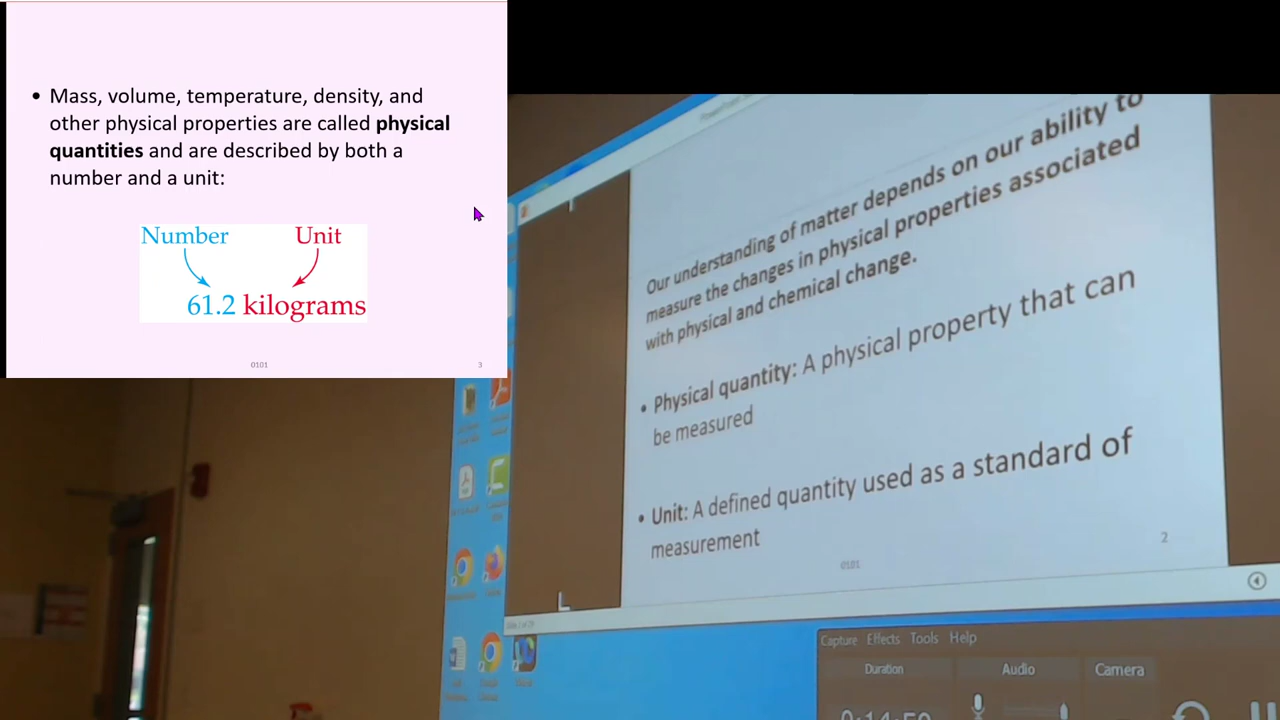 • Mass, volume, temperature, density, and
other physical properties are called physical
quantities and are described by both a
number and a unit:
Number Unit
61.2 kilograms
0101 3
Our understanding of matter depends on our ability to
measure the changes in physical properties associated
with physical and chemical change.
• Physical quantity: A physical property that can
be measured
• Unit: A defined quantity used as a standard of
measurement
0101 2
Capture Effects Tools Help
Duration Audio Camera